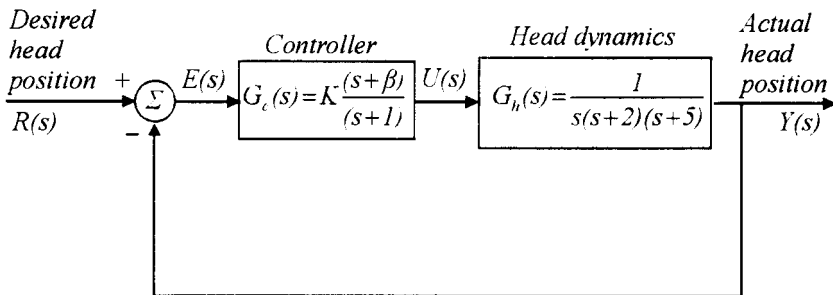 Desired
head
position
+
Σ
−
R(s)
E(s)
Controller
G_c(s)=K (s+β)/(s+1)
U(s)
Head dynamics
G_h(s)= 1/s(s+2)(s+5)
Actual
head
position
Y(s)